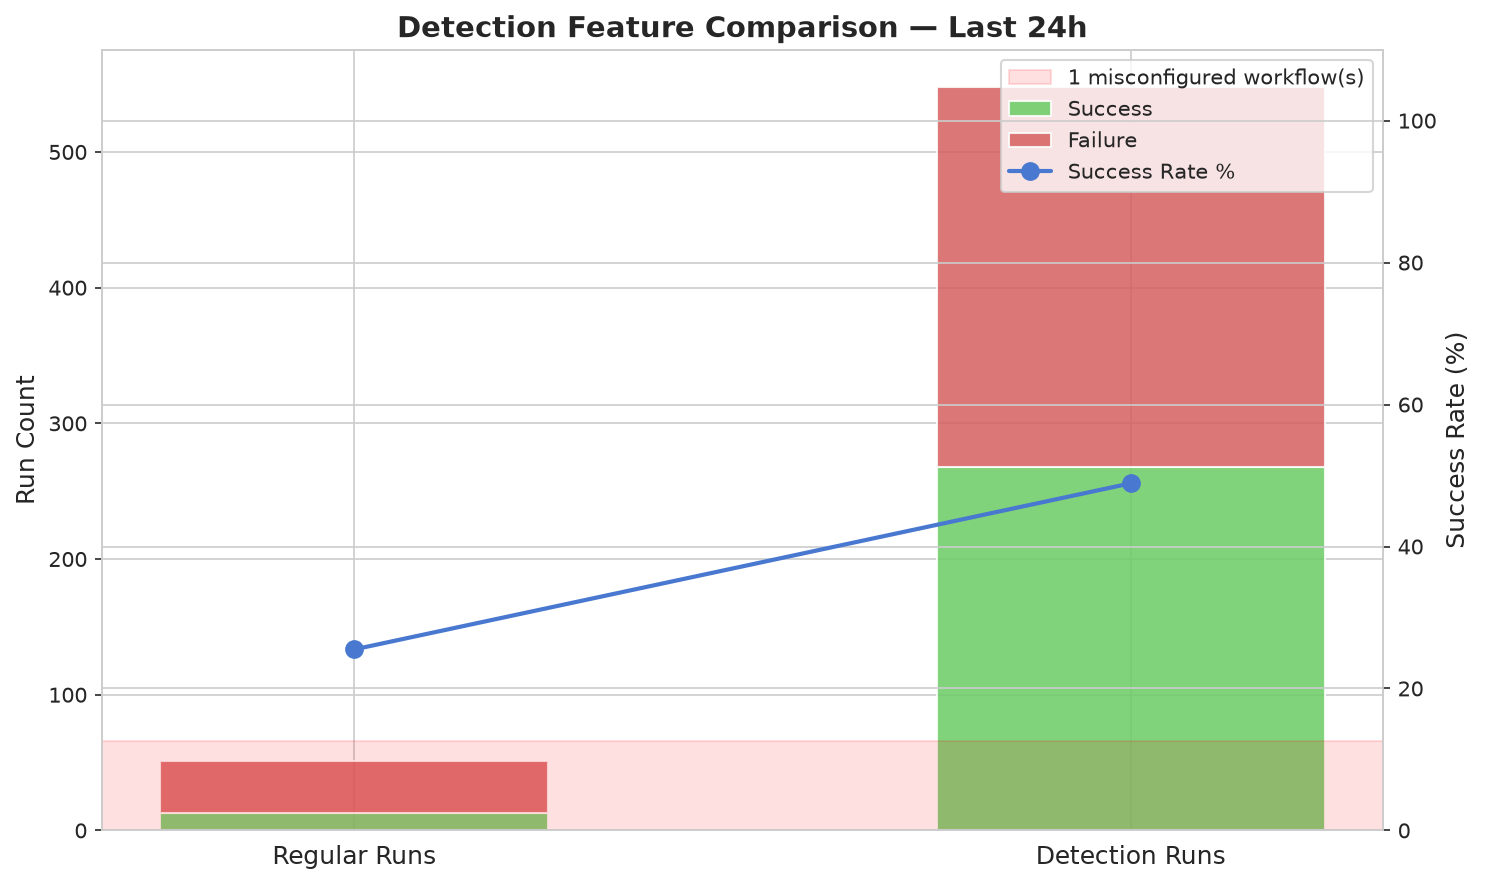 Detection Feature Comparison — Last 24h
1 misconfigured workflow(s)
Success
Failure
Success Rate %
Run Count
500
400
300
200
100
0
Success Rate (%)
100
80
60
40
20
0
Regular Runs
Detection Runs